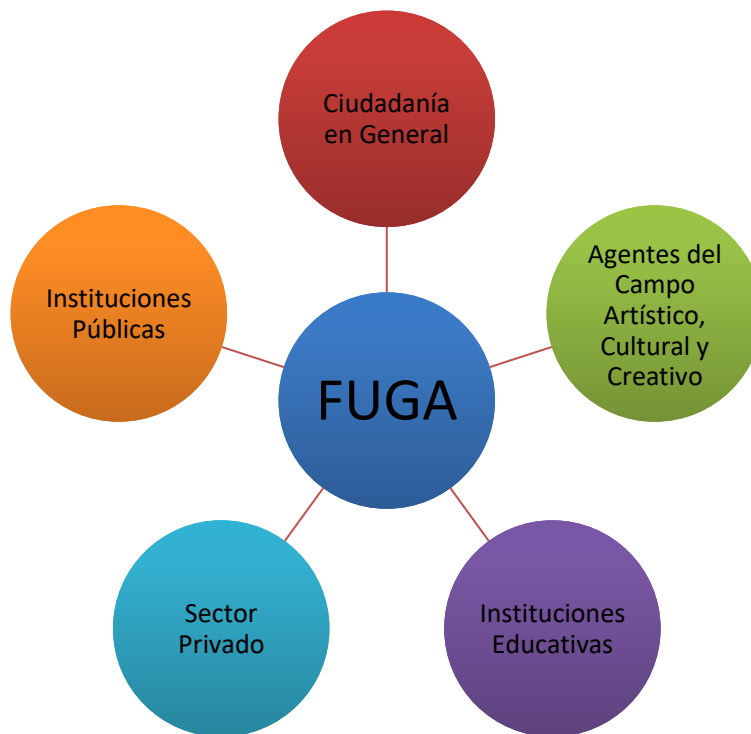 Ciudadanía
en General
Agentes del
Campo
Artístico,
Cultural y
Creativo
Instituciones
Públicas
FUGA
Sector
Privado
Instituciones
Educativas